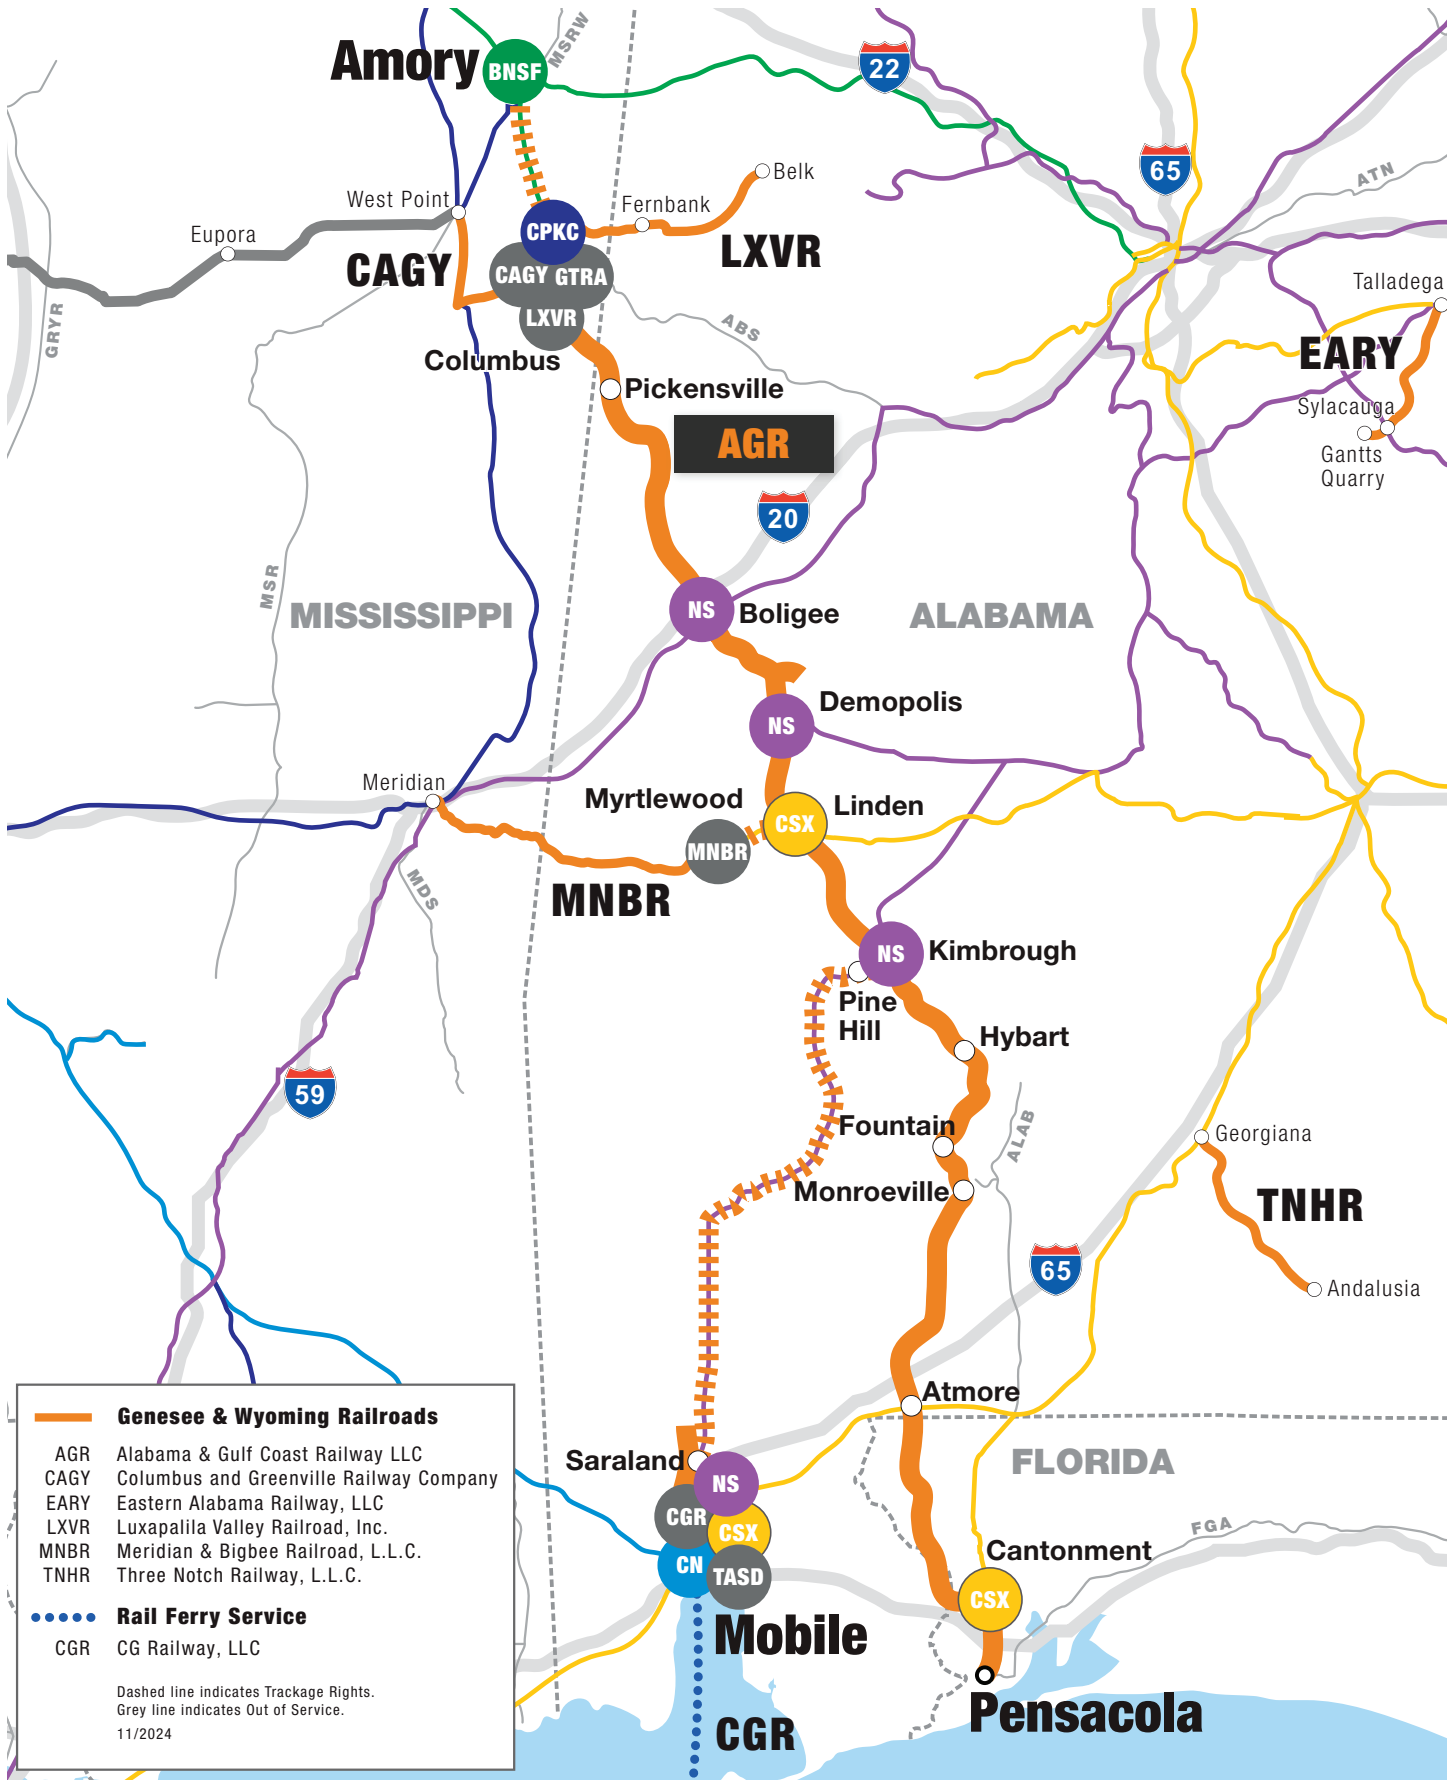 MSRW
Amory
BNSF
22
65
ATN
Belk
West Point
Fernbank
CPKC
Eupora
LXVR
CAGY
CAGY GTRA
Talladega
GRYR
LXVR
ABS
EARY
Columbus
Pickensville
Sylacauga
AGR
Gantts
Quarry
20
MSR
MISSISSIPPI
NS
Boligee
ALABAMA
Demopolis
NS
Meridian
Myrtlewood
CSX
Linden
MNBR
MDS
MNBR
NS
Kimbrough
Pine
Hill
Hybart
59
Fountain
ALAB
Georgiana
Monroeville
TNHR
65
Andalusia
Atmore
Saraland
FLORIDA
NS
CGR
CSX
FGA
Cantonment
CN
TASD
CSX
Mobile
Pensacola
CGR
Genesee & Wyoming Railroads
AGR Alabama & Gulf Coast Railway LLC
CAGY Columbus and Greenville Railway Company
EARY Eastern Alabama Railway, LLC
LXVR Luxapalila Valley Railroad, Inc.
MNBR Meridian & Bigbee Railroad, L.L.C.
TNHR Three Notch Railway, L.L.C.
Rail Ferry Service
CGR CG Railway, LLC
Dashed line indicates Trackage Rights.
Grey line indicates Out of Service.
11/2024